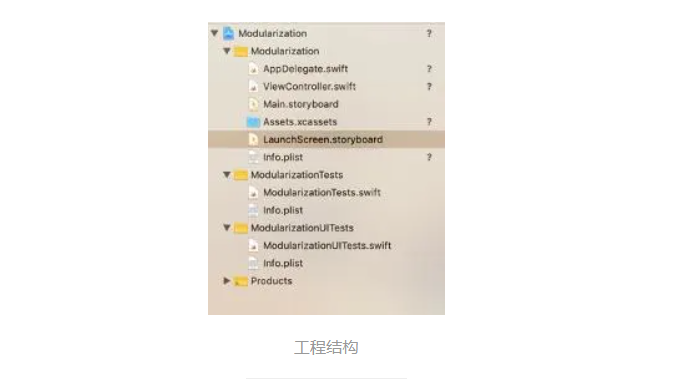 Modularization ?
Modularization
AppDelegate.swift ?
ViewController.swift ?
Main.storyboard
Assets.xcassets ?
LaunchScreen.storyboard
Info.plist ?
ModularizationTests
ModularizationTests.swift
Info.plist
ModularizationUITests
ModularizationUITests.swift
Info.plist
Products
工程结构